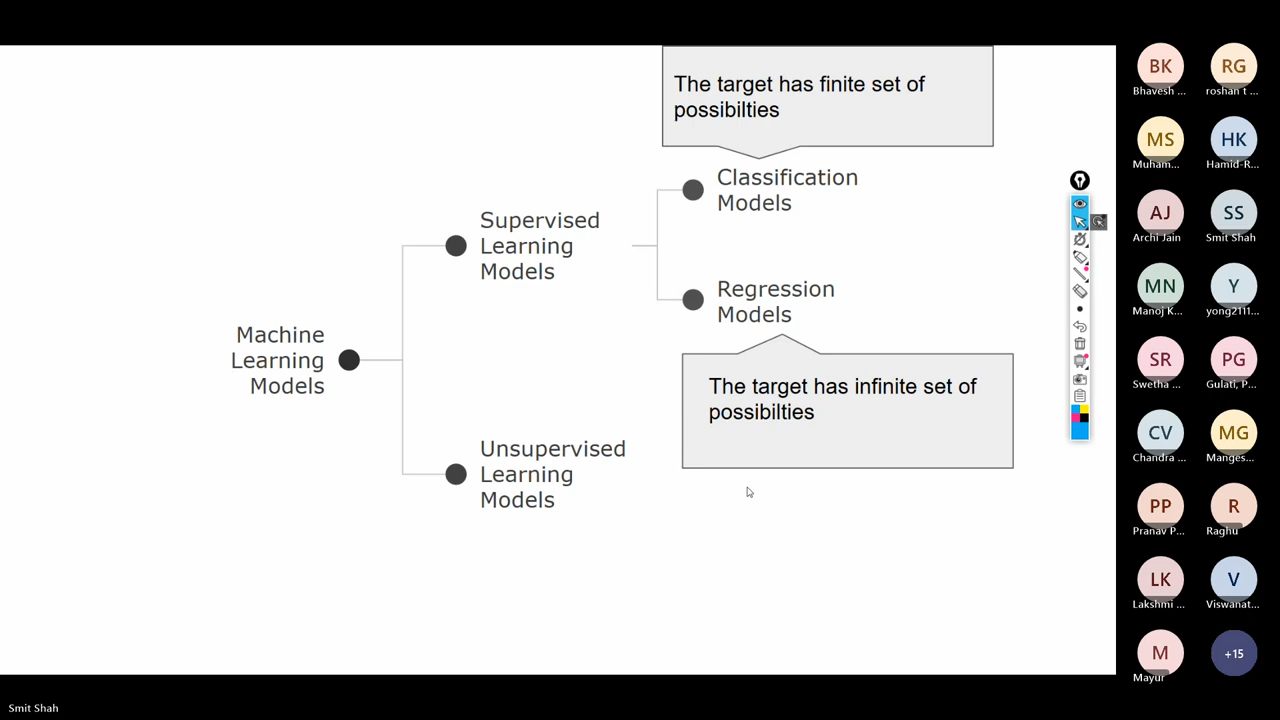 The target has finite set of
possibilties
Classification
Models
Supervised
Learning
Models
Regression
Models
Machine
Learning
Models
The target has infinite set of
possibilties
Unsupervised
Learning
Models
BK
Bhavesh ...
RG
roshan t ...
MS
Muham...
HK
Hamid-R...
AJ
Archi Jain
SS
Smit Shah
MN
Manoj K...
Y
yong2111...
SR
Swetha ...
PG
Gulati, P...
CV
Chandra ...
MG
Manges...
PP
Pranav P...
R
Raghu
LK
Lakshmi ...
V
Viswanat...
M
Mayur
+15
Smit Shah